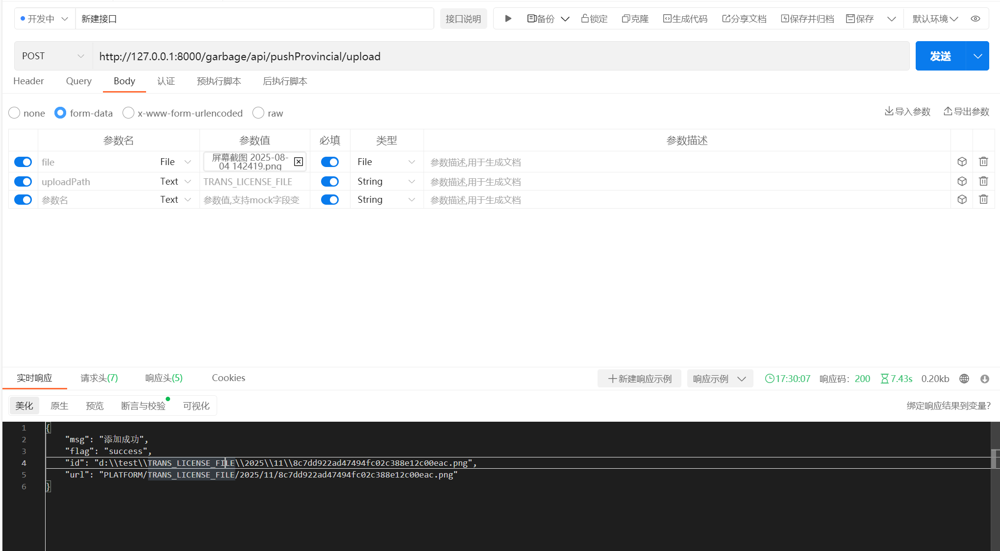 开发中 新建接口 接口说明 备份 锁定 克隆 生成代码 分享文档 保存并归档 保存 默认环境
POST http://127.0.0.1:8000/garbage/api/pushProvincial/upload 发送
Header Query Body 认证 预执行脚本 后执行脚本
none form-data x-www-form-urlencoded raw 导入参数 导出参数
参数名 参数值 必填 类型 参数描述
file File 屏幕截图 2025-08-04 142419.png File 参数描述,用于生成文档
uploadPath Text TRANS_LICENSE_FILE String 参数描述,用于生成文档
参数名 Text 参数值,支持mock字段变 String 参数描述,用于生成文档
实时响应 请求头(7) 响应头(5) Cookies 新建响应示例 响应示例 17:30:07 响应码: 200 7.43s 0.20kb
美化 原生 预览 断言与校验 可视化 绑定响应结果到变量?
1 {
2 "msg": "添加成功",
3 "flag": "success",
4 "id": "d:\\test\\TRANS_LICENSE_FILE\\2025\\11\\8c7dd922ad47494fc02c388e12c00eac.png",
5 "url": "PLATFORM/TRANS_LICENSE_FILE/2025/11/8c7dd922ad47494fc02c388e12c00eac.png"
6 }